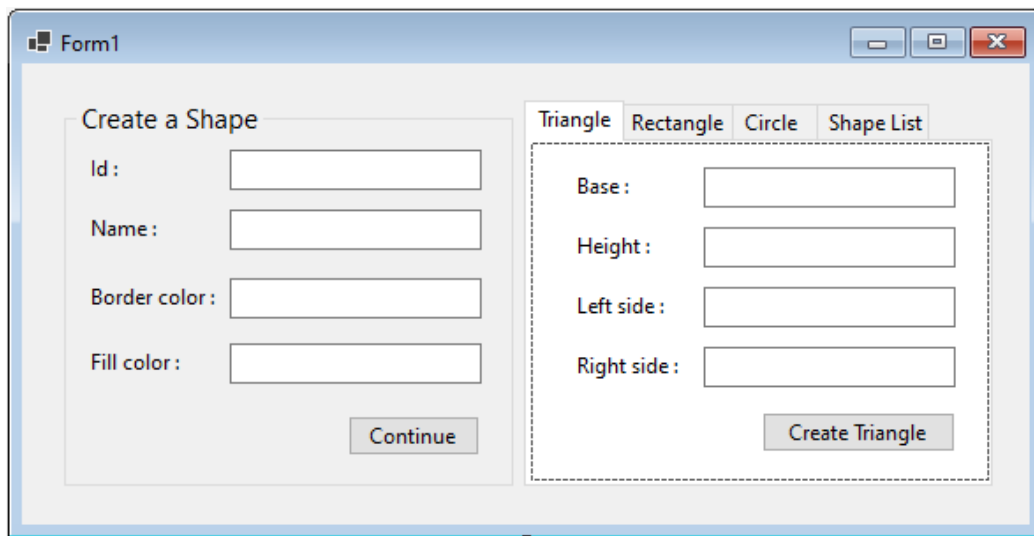 Form1
Create a Shape
Id :
Name :
Border color :
Fill color :
Continue
Triangle Rectangle Circle Shape List
Base :
Height :
Left side :
Right side :
Create Triangle